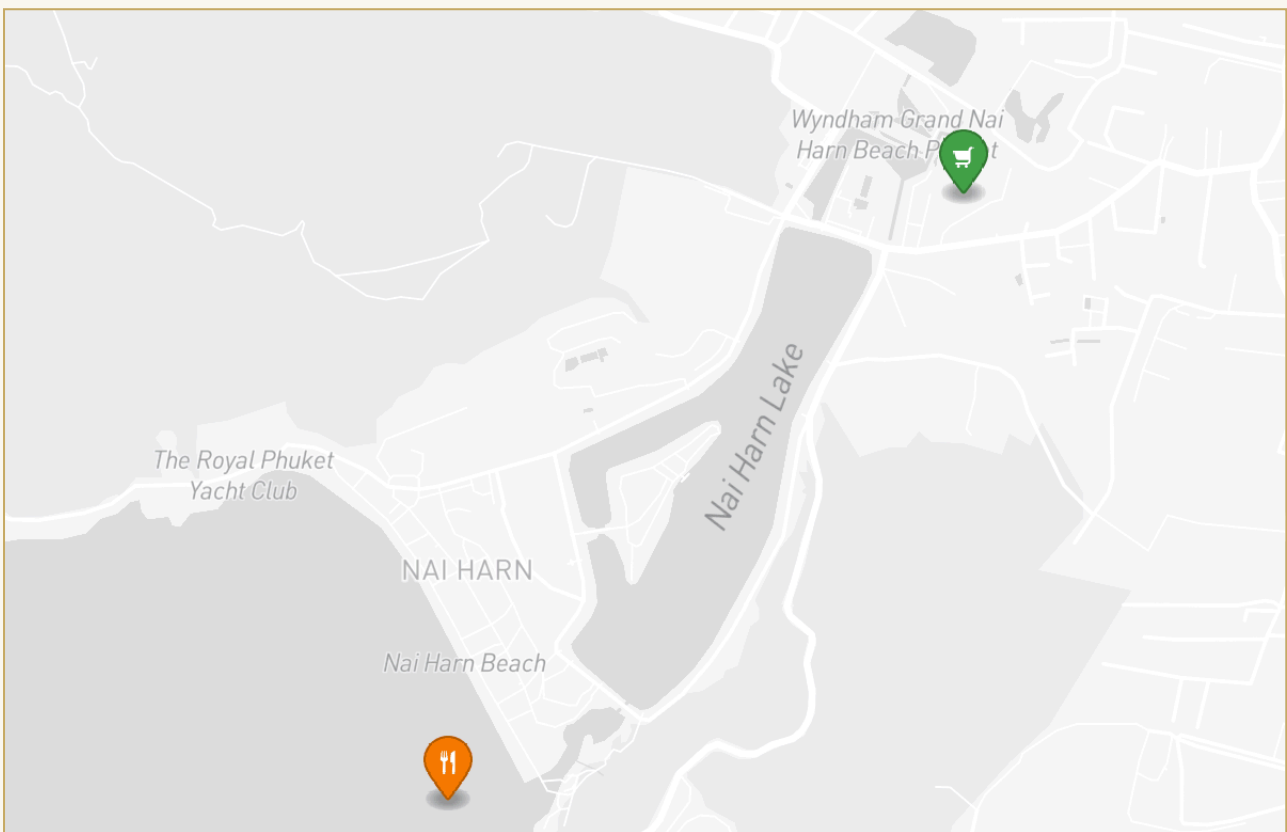 Wyndham Grand Nai
Harn Beach P t
Nai Harn Lake
The Royal Phuket
Yacht Club
NAI HARN
Nai Harn Beach